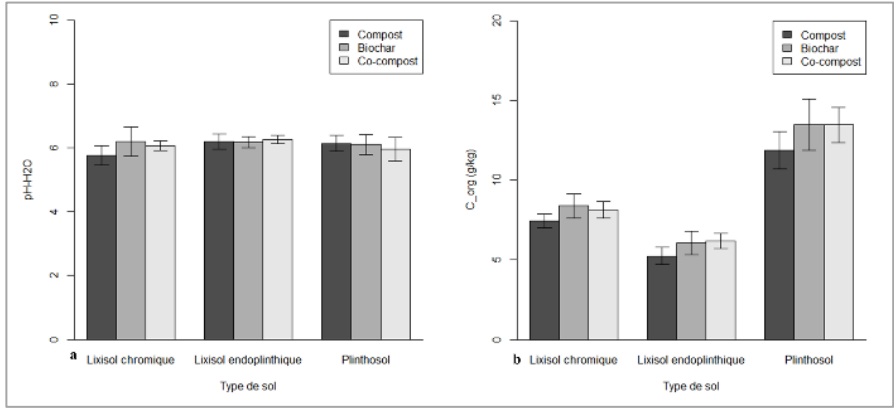 10
8
6
4
2
0
pH-H2O
Compost
Biochar
Co-compost
a
Lixisol chromique
Lixisol endoplinthique
Plinthosol
Type de sol
20
15
10
5
0
C_org (g/kg)
Compost
Biochar
Co-compost
b
Lixisol chromique
Lixisol endoplinthique
Plinthosol
Type de sol